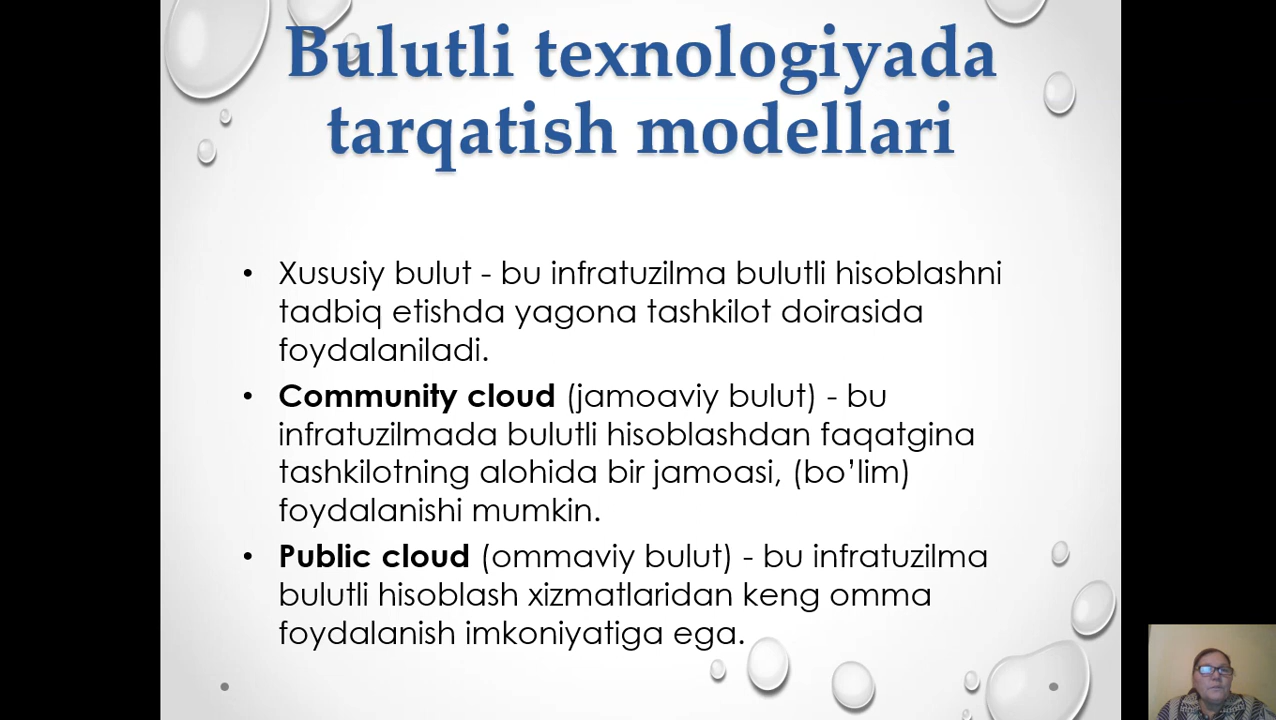 Bulutli texnologiyada
tarqatish modellari
• Xususiy bulut - bu infratuzilma bulutli hisoblashni
tadbiq etishda yagona tashkilot doirasida
foydalaniladi.
• Community cloud (jamoaviy bulut) - bu
infratuzilmada bulutli hisoblashdan faqatgina
tashkilotning alohida bir jamoasi, (bo’lim)
foydalanishi mumkin.
• Public cloud (ommaviy bulut) - bu infratuzilma
bulutli hisoblash xizmatlaridan keng omma
foydalanish imkoniyatiga ega.